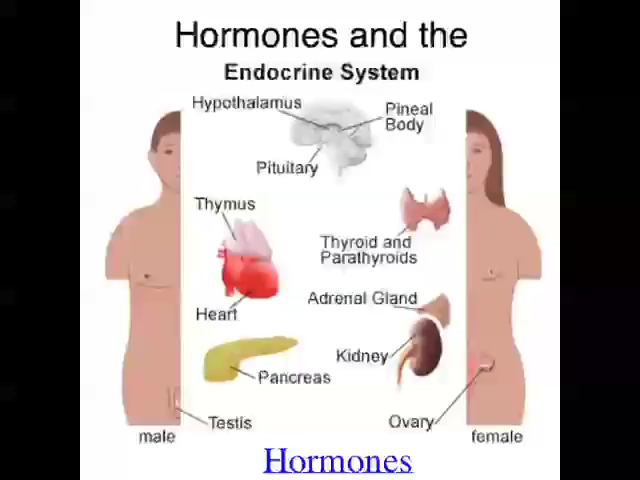 Hormones and the
Endocrine System
Hypothalamus
Pineal
Body
Pituitary
Thymus
Thyroid and
Parathyroids
Adrenal Gland
Heart
Kidney
Pancreas
Testis
Ovary
male
female
Hormones